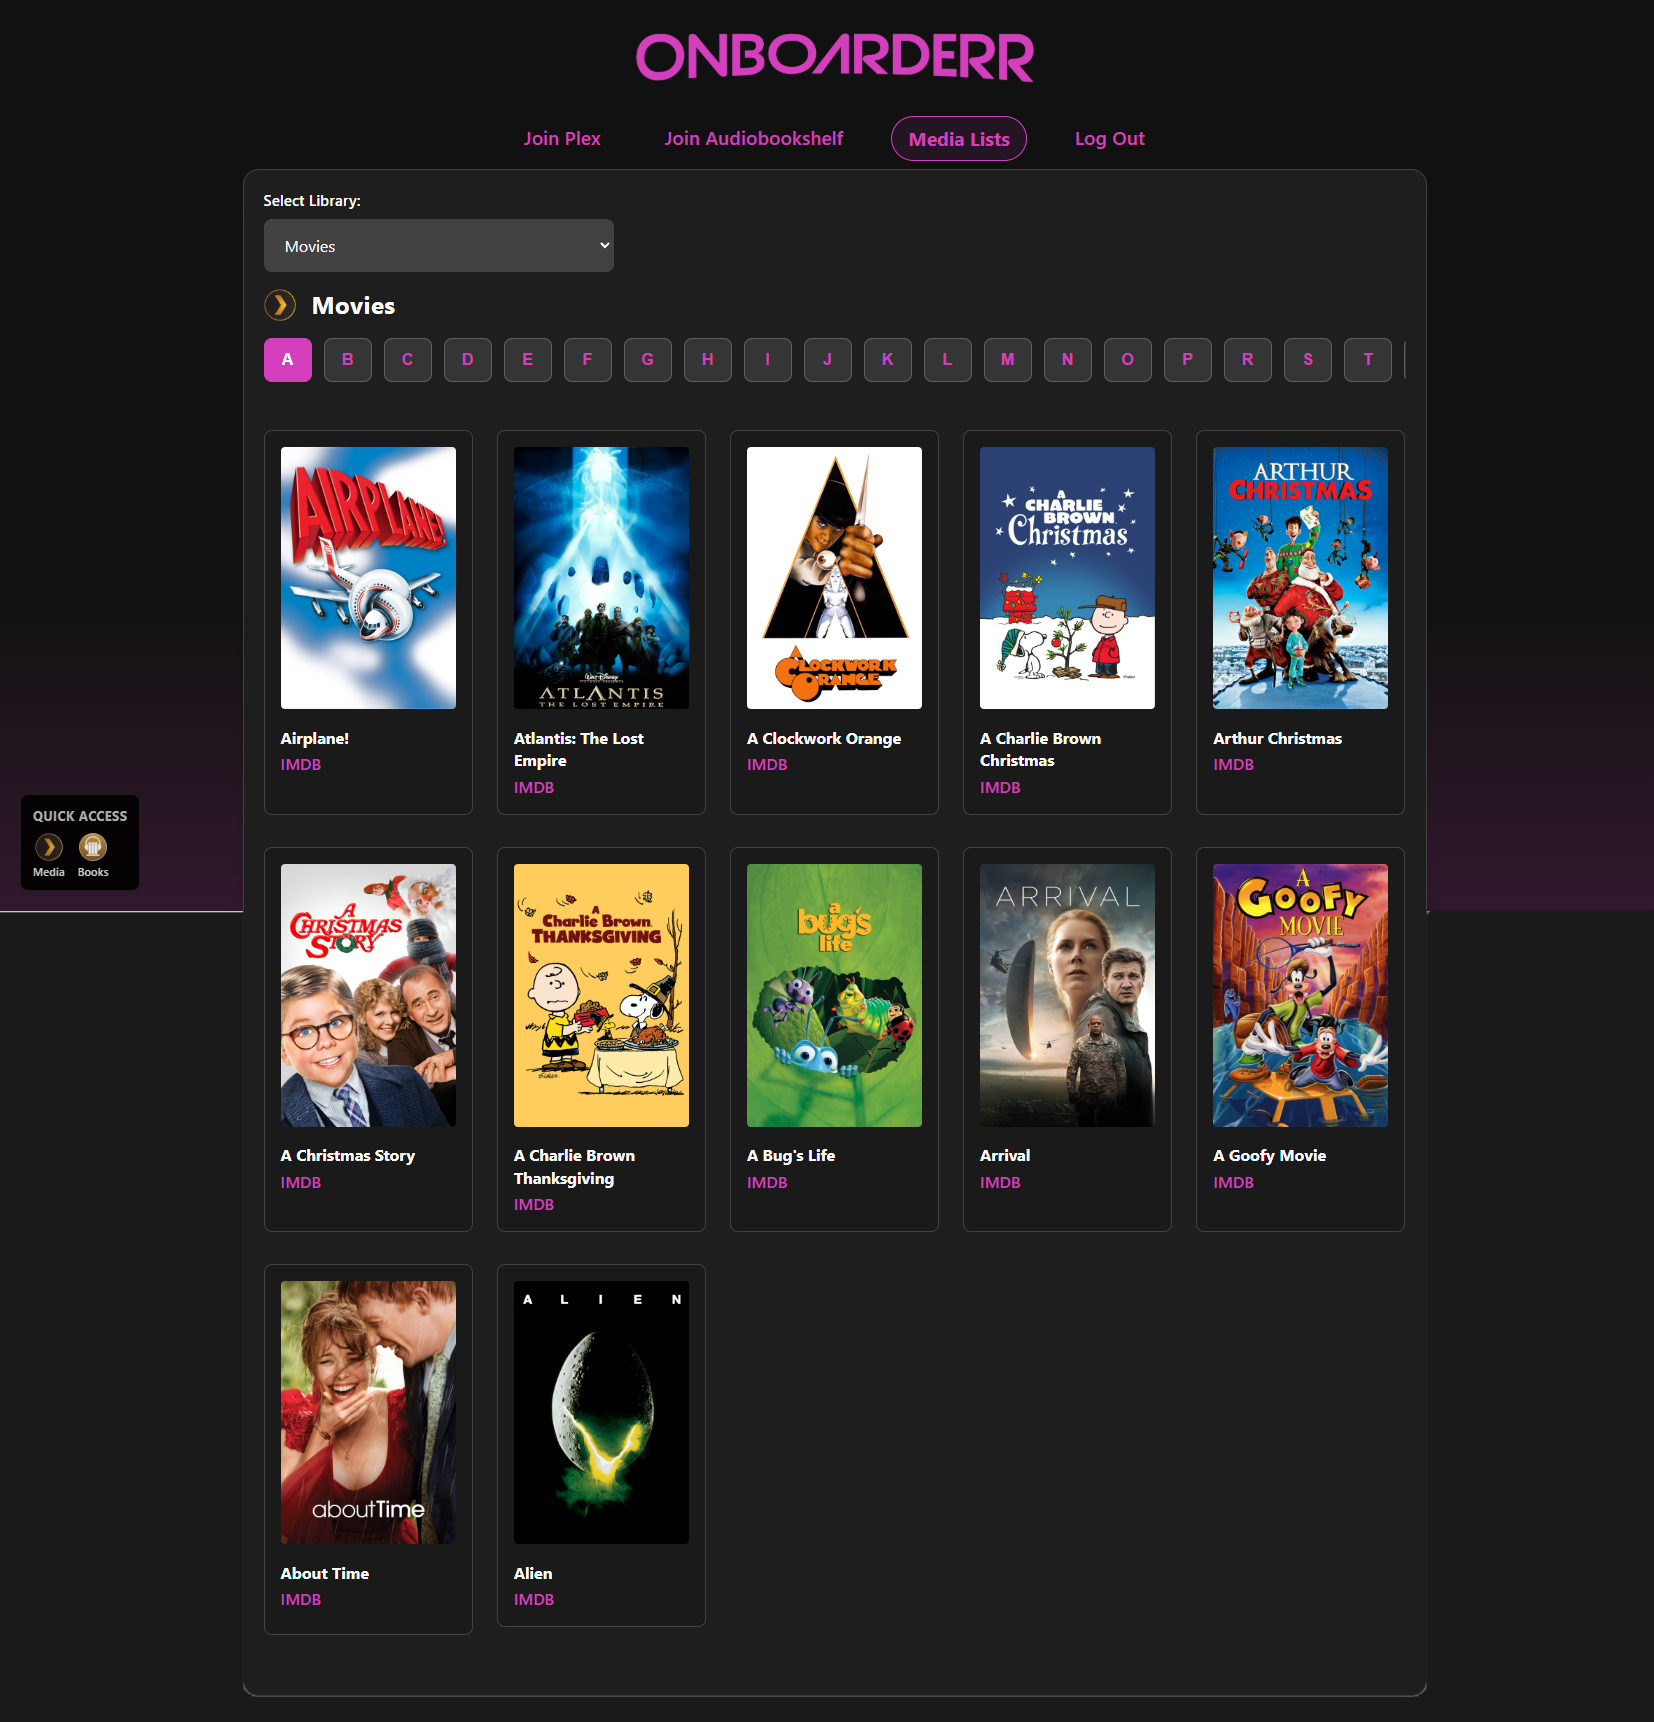 ONBOARDERR
Join Plex
Join Audiobookshelf
Media Lists
Log Out
Select Library:
Movies
Movies
A B C D E F G H I J K L M N O P R S T
AIRPLANE!
WALT DISNEY
ATLANTIS
THE LOST EMPIRE
A CLOCKWORK
ORANGE
A
CHARLIE
BROWN
Christmas
ARTHUR
CHRISTMAS
Airplane!
IMDB
Atlantis: The Lost
Empire
IMDB
A Clockwork Orange
IMDB
A Charlie Brown
Christmas
IMDB
Arthur Christmas
IMDB
QUICK ACCESS
Media
Books
A
CHRISTMAS
STORY
A
Charlie Brown
THANKSGIVING
a
bug's
life
ARRIVAL
A
GOOFY
MOVIE
A Christmas Story
IMDB
A Charlie Brown
Thanksgiving
IMDB
A Bug's Life
IMDB
Arrival
IMDB
A Goofy Movie
IMDB
aboutTime
A L I E N
About Time
IMDB
Alien
IMDB